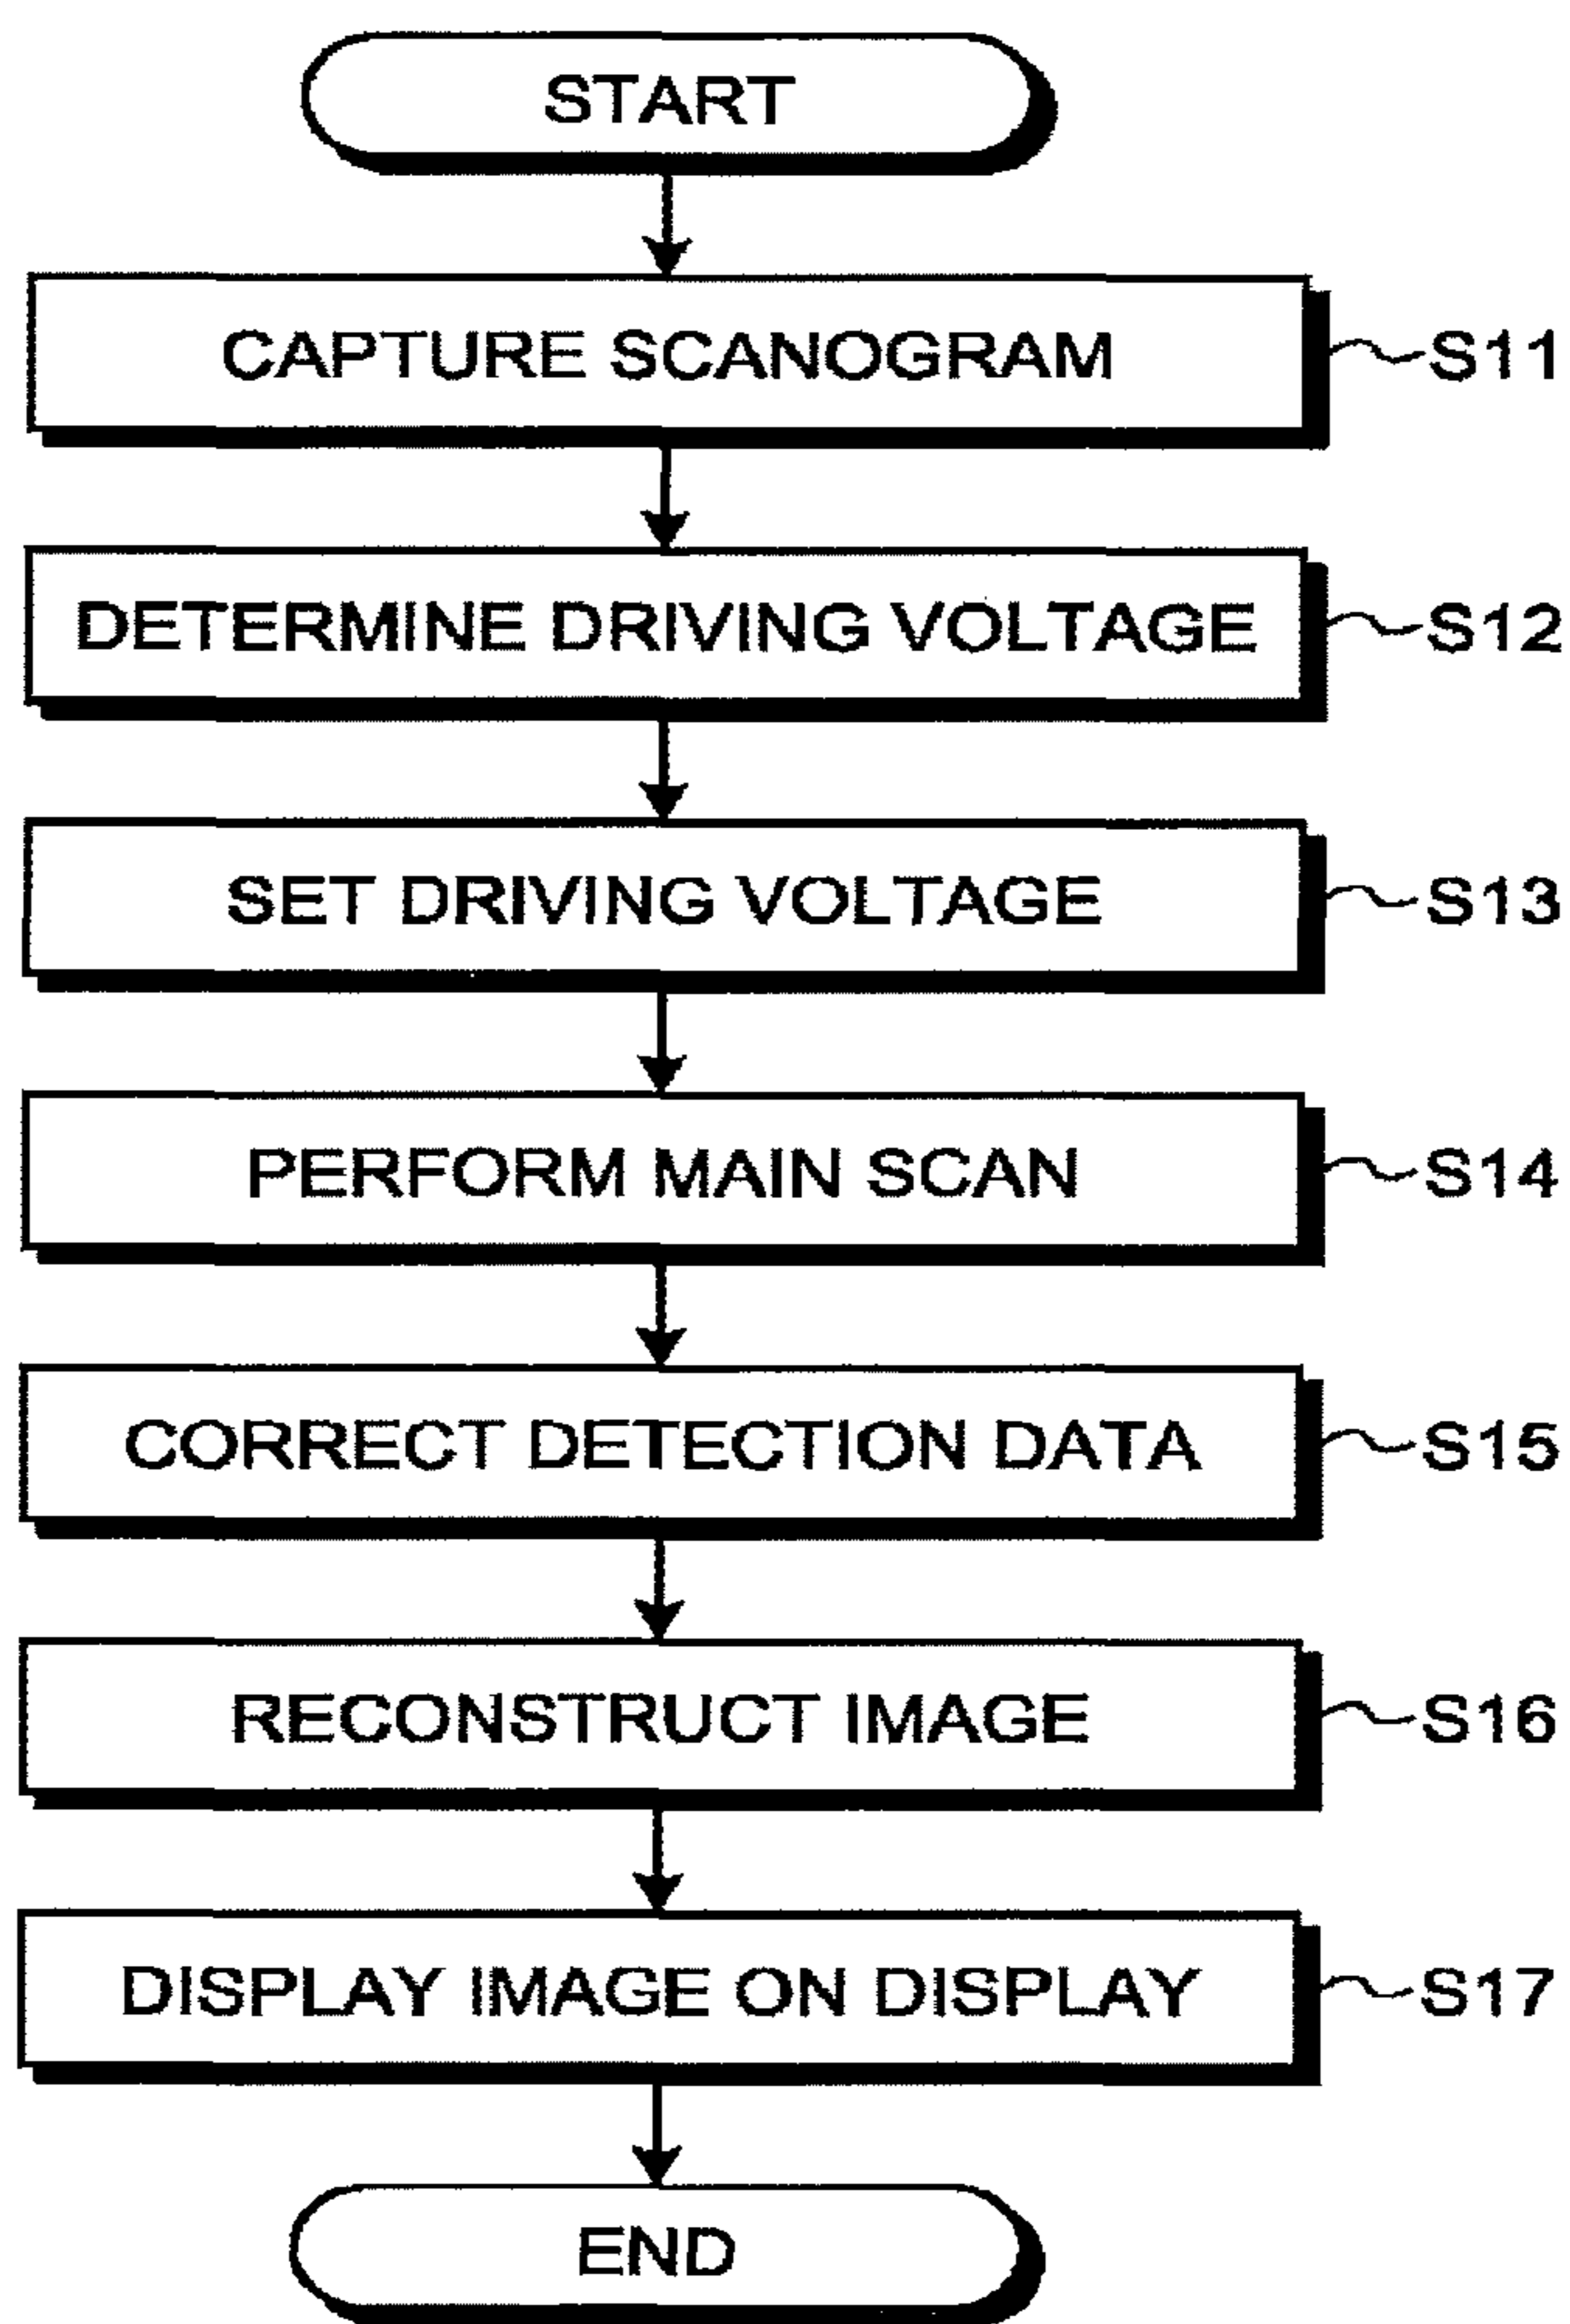 START
CAPTURE SCANOGRAM
S11
DETERMINE DRIVING VOLTAGE
S12
SET DRIVING VOLTAGE
S13
PERFORM MAIN SCAN
S14
CORRECT DETECTION DATA
S15
RECONSTRUCT IMAGE
S16
DISPLAY IMAGE ON DISPLAY
S17
END